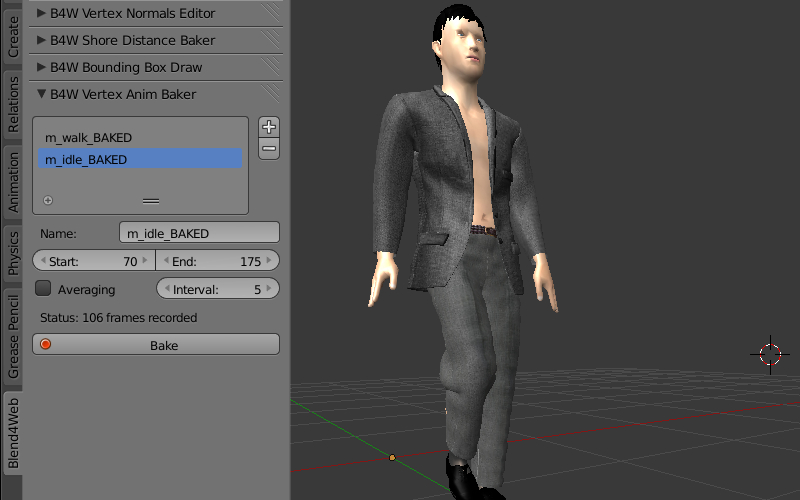 Create
Relations
Animation
Physics
Grease Pencil
Blend4Web
B4W Vertex Normals Editor
B4W Shore Distance Baker
B4W Bounding Box Draw
B4W Vertex Anim Baker
m_walk_BAKED
m_idle_BAKED
Name: m_idle_BAKED
Start: 70 End: 175
Averaging Interval: 5
Status: 106 frames recorded
Bake